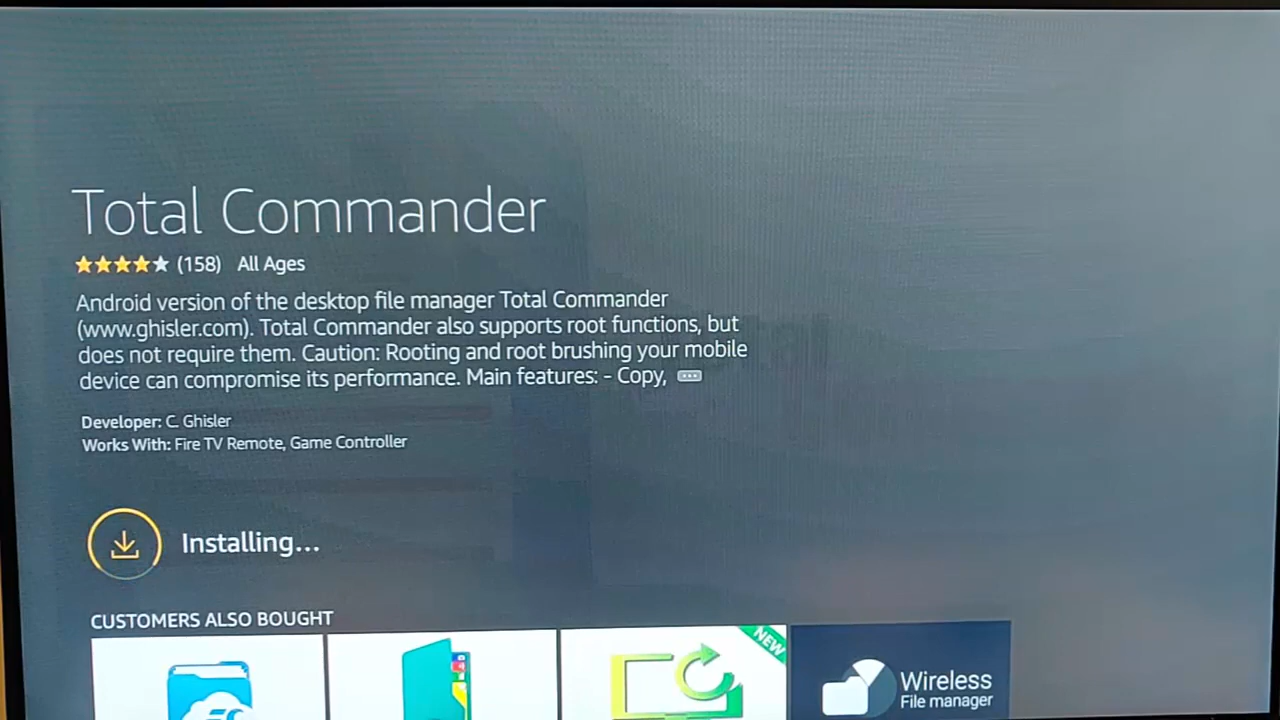 Total Commander
(158) All Ages
Android version of the desktop file manager Total Commander
(www.ghisler.com). Total Commander also supports root functions, but
does not require them. Caution: Rooting and root brushing your mobile
device can compromise its performance. Main features: - Copy,
Developer: C. Ghisler
Works With: Fire TV Remote, Game Controller
Installing...
CUSTOMERS ALSO BOUGHT
NEW
Wireless
File manager